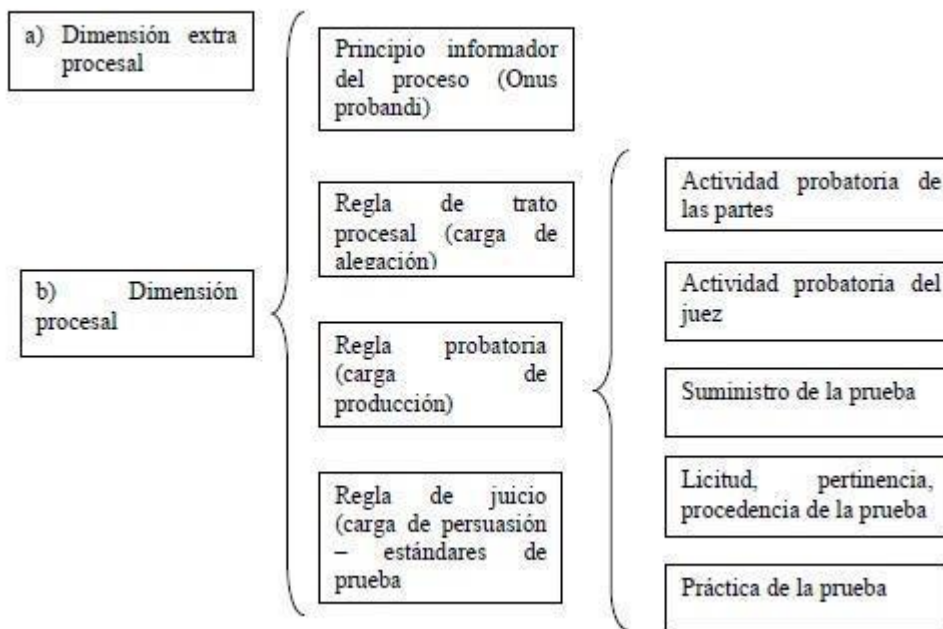 a) Dimensión extra
procesal
b) Dimensión
procesal
Principio informador
del proceso (Onus
probandi)
Regla de trato
procesal (carga de
alegación)
Regla probatoria
(carga de
producción)
Regla de juicio
(carga de persuasión
– estándares de
prueba
Actividad probatoria de
las partes
Actividad probatoria del
juez
Suministro de la prueba
Licitud, pertinencia,
procedencia de la prueba
Práctica de la prueba